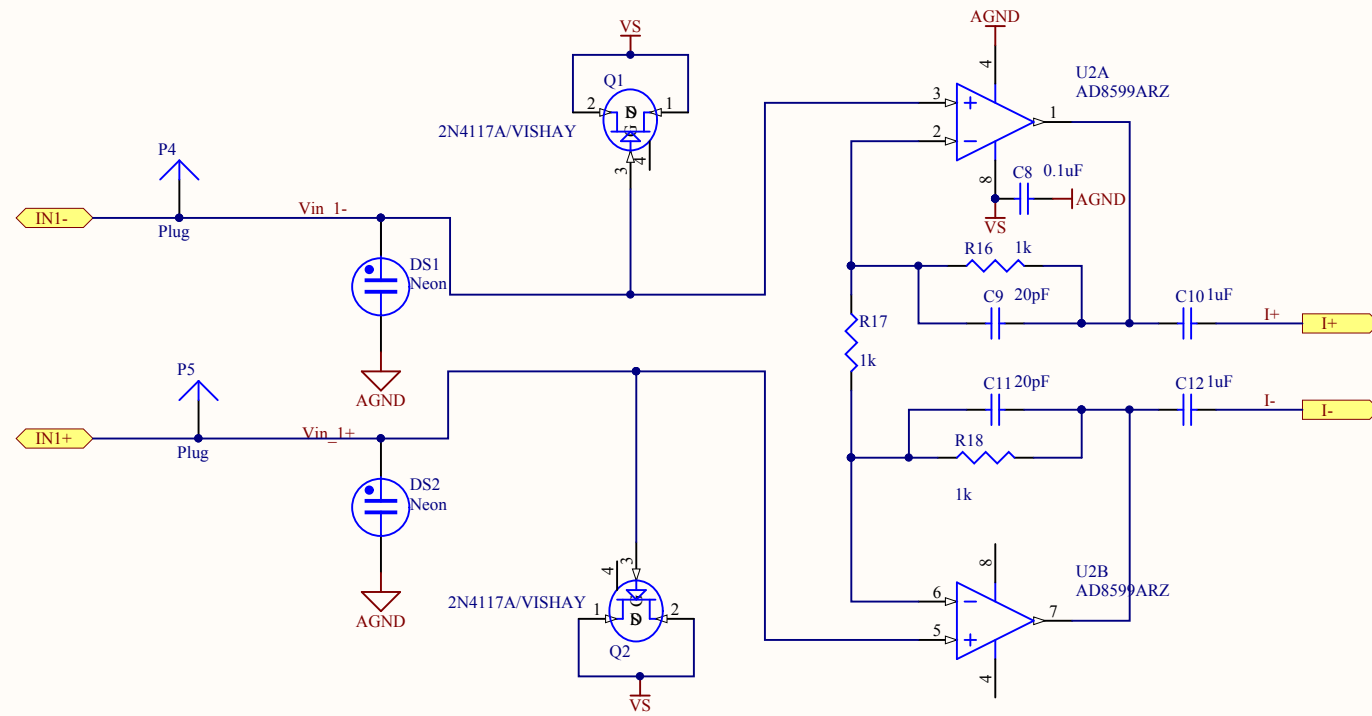 AGND
VS
4
U2A
AD8599ARZ
Q1
2 D S 1
G
3
+
1
2N4117A/VISHAY
4
3
2
−
P4
8
C8 0.1uF
AGND
VS
IN1-
Vin_1-
Plug
R16 1k
DS1
Neon
C9 20pF
C10 1uF
I+
I+
R17
1k
P5
AGND
C11 20pF
C12 1uF
I-
I-
IN1+
Vin_1+
Plug
R18
1k
DS2
Neon
3
4
8
U2B
AD8599ARZ
2N4117A/VISHAY
G
6
−
1 D S 2
7
5
+
AGND
Q2
4
VS